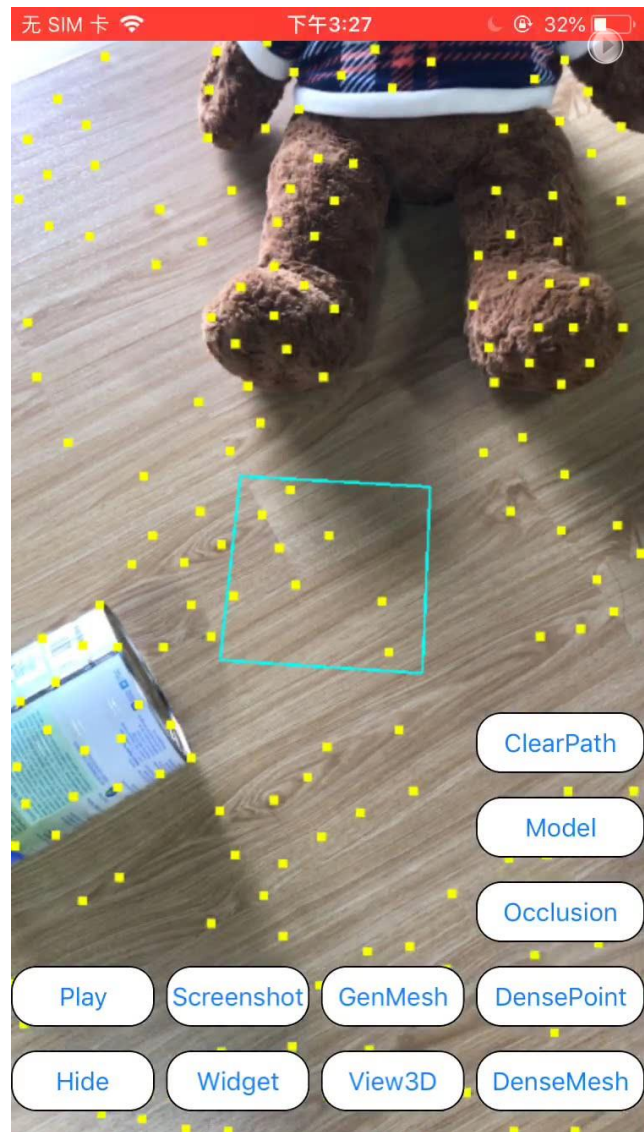 无 SIM 卡 下午3:27 32%
ClearPath
Model
Occlusion
Play Screenshot GenMesh DensePoint
Hide Widget View3D DenseMesh